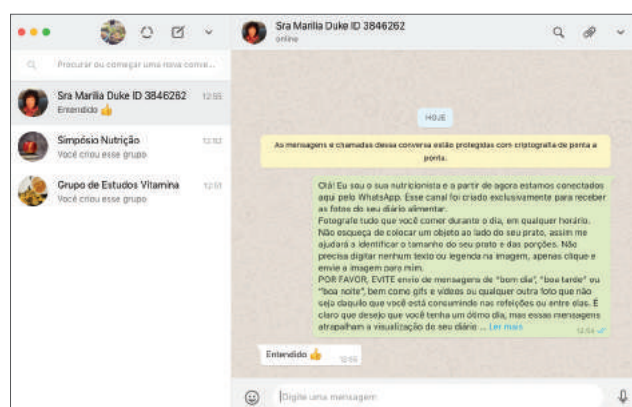 Sra Marilia Duke ID 3846262
online
Procurar ou começar uma nova conve...
Sra Marilia Duke ID 3846262 12:55
Entendido 👍
Simpósio Nutrição 12:52
Você criou esse grupo
Grupo de Estudos Vitamina 12:51
Você criou esse grupo
HOJE
As mensagens e chamadas dessa conversa estão protegidas com criptografia de ponta a
ponta.
Olá! Eu sou o sua nutricionista e a partir de agora estamos conectados
aqui pelo WhatsApp. Esse canal foi criado exclusivamente para receber
as fotos do seu diário alimentar.
Fotografe tudo que você comer durante o dia, em qualquer horário.
Não esqueça de colocar um objeto ao lado do seu prato, assim me
ajudará a identificar o tamanho do seu prato e das porções. Não
precisa digitar nenhum texto ou legenda na imagem, apenas clique e
envie a imagem para mim.
POR FAVOR, EVITE envio de mensagens de "bom dia", "boa tarde" ou
"boa noite", bem como gifs e vídeos ou qualquer outra foto que não
seja daquilo que você está consumindo nas refeições ou entre elas. É
claro que desejo que você tenha um ótimo dia, mas essas mensagens
atrapalham a visualização do seu diário ... Ler mais
12:54
Entendido 👍 12:55
Digite uma mensagem